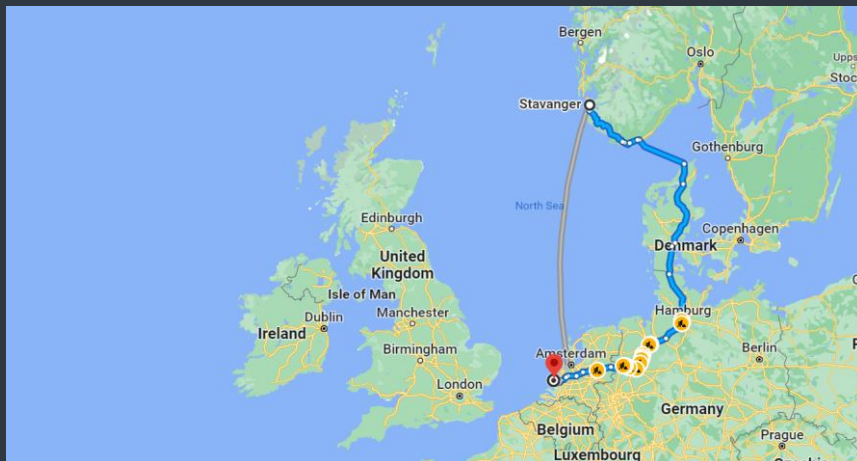 Bergen
Oslo
Upps
Stoc
Stavanger
Gothenburg
North Sea
Edinburgh
Copenhagen
Denmark
United
Kingdom
Isle of Man
Hamburg
Dublin
Manchester
Ireland
Amsterdam
Berlin
Birmingham
London
Germany
Belgium
Prague
Luxembourg